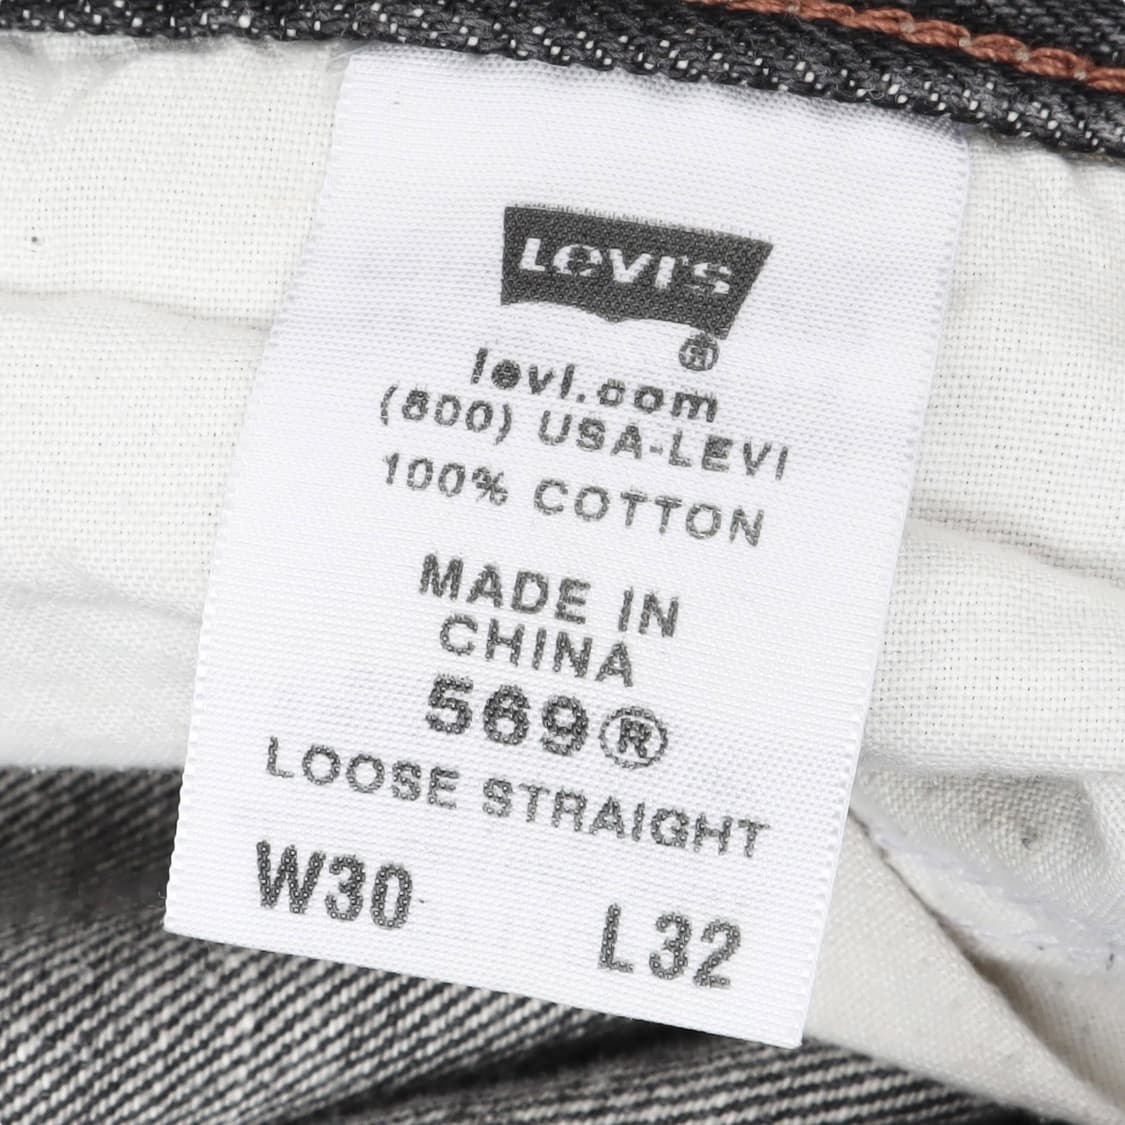 LEVI'S
®
levi.com
(800) USA-LEVI
100% COTTON
MADE IN
CHINA
569®
LOOSE STRAIGHT
W30 L32